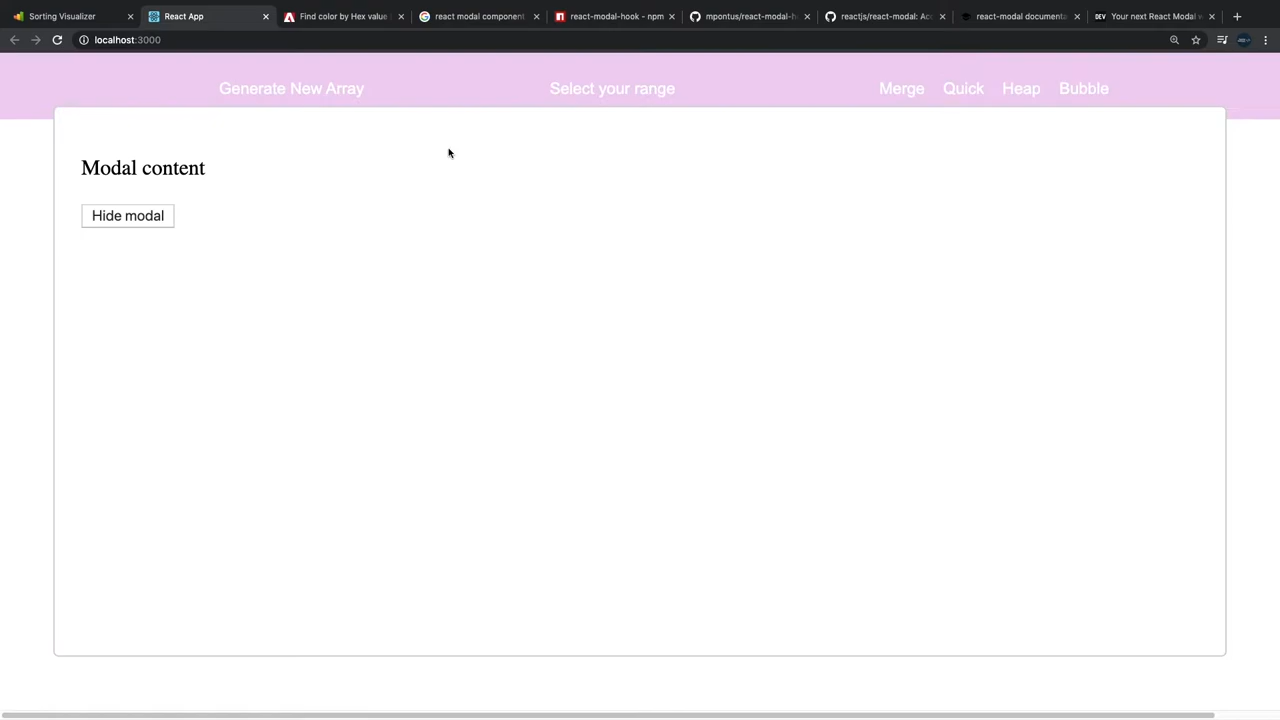 Sorting Visualizer
React App
Find color by Hex value
react modal component
react-modal-hook - npm
mpontus/react-modal-h
reactjs/react-modal: Acc
react-modal documenta
DEV
Your next React Modal w
localhost:3000
Generate New Array
Select your range
Merge Quick Heap Bubble
Modal content
Hide modal